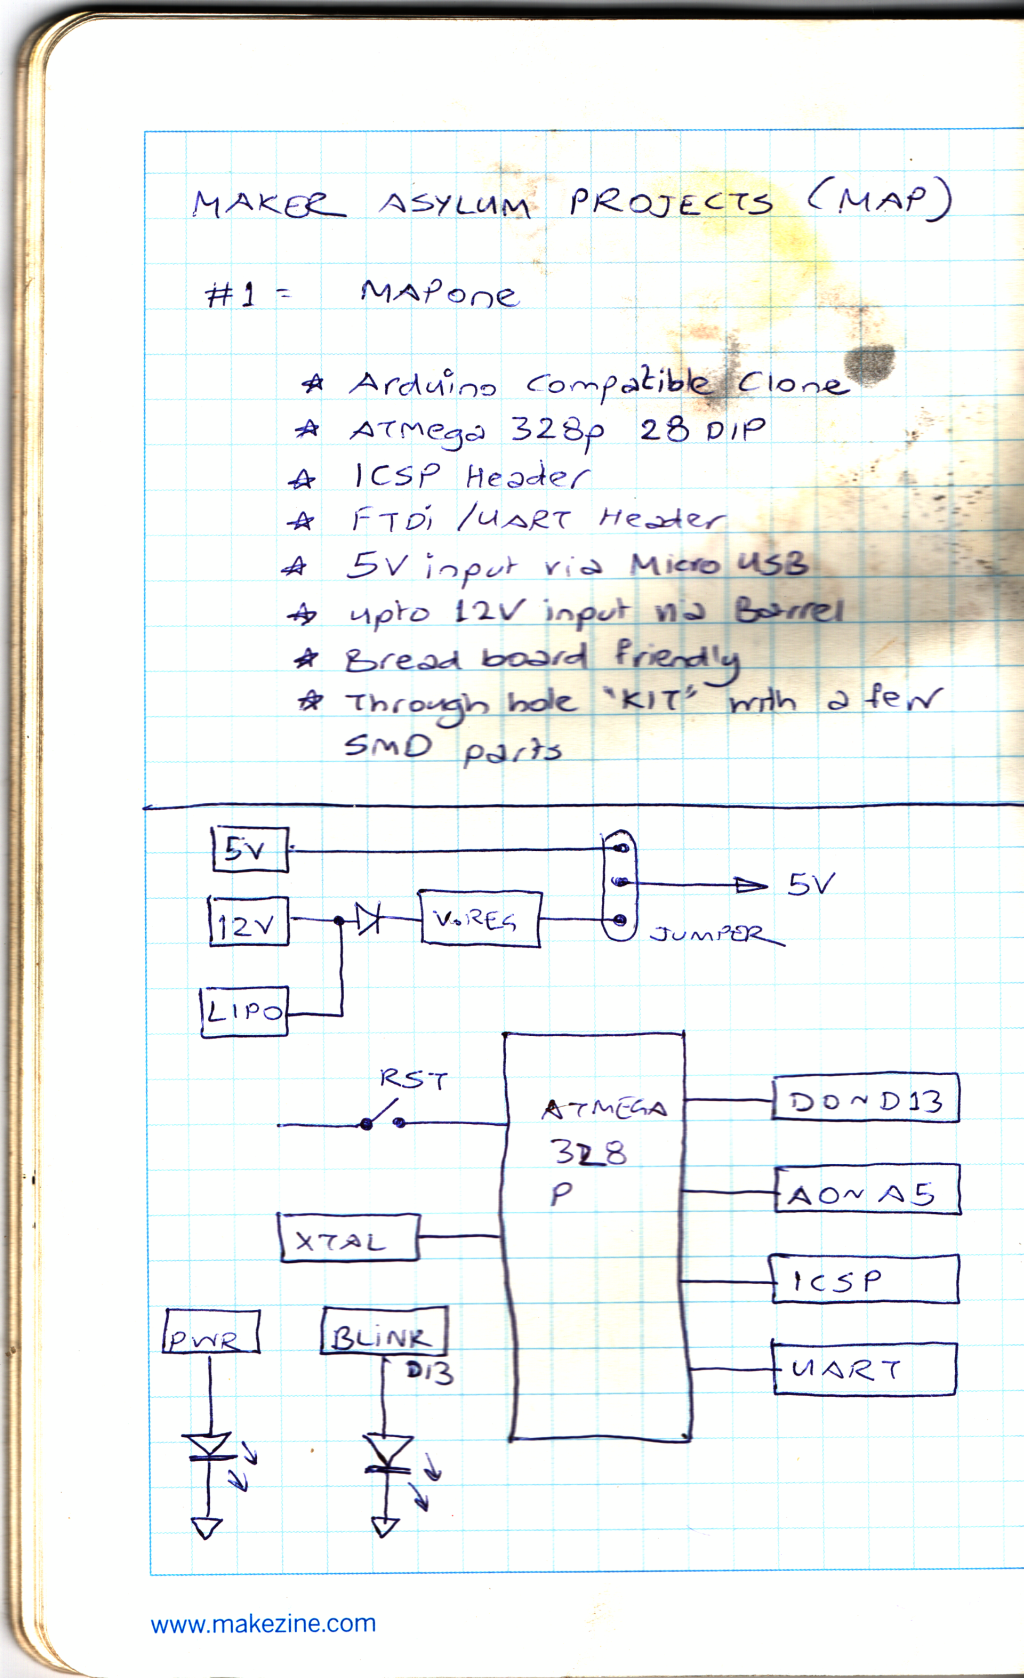 MAKER ASYLUM PROJECTS (MAP)
#1 = MAPone
* Arduino Compatible Clone
* ATMega 328p 28 DIP
* ICSP Header
* FTDi /UART Header
* 5V input via Micro USB
* upto 12V input via Barrel
* Bread board friendly
* Through hole "KIT" with a few
SMD parts
5V
5V
12V
V.REG
JUMPER
LIPO
RST
ATMEGA
328
P
D0~D13
A0~A5
XTAL
ICSP
PWR
BLINK
D13
UART
www.makezine.com